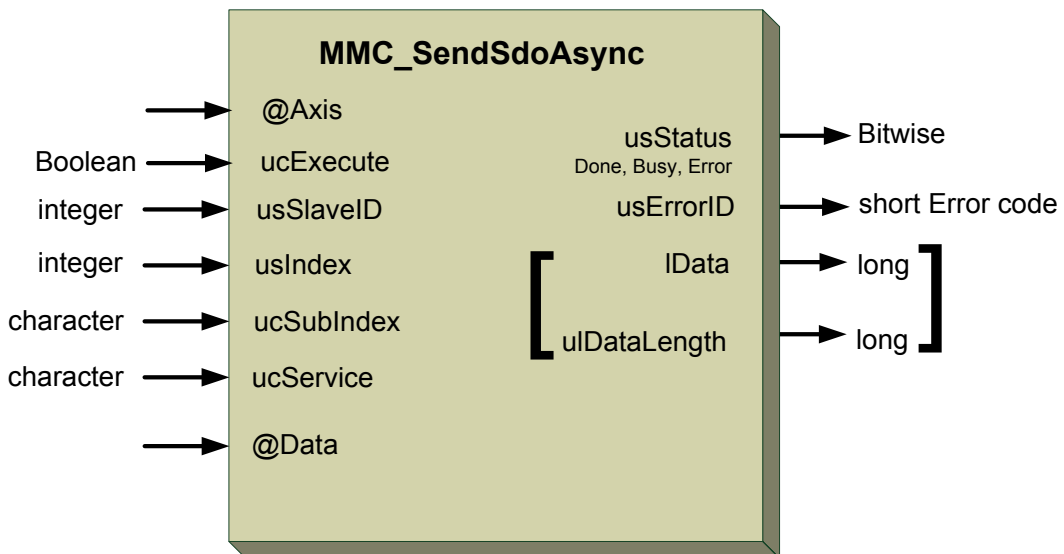 MMC_SendSdoAsync
@Axis
Boolean
ucExecute
integer
usSlaveID
integer
usIndex
character
ucSubIndex
character
ucService
@Data
usStatus
Done, Busy, Error
Bitwise
usErrorID
short Error code
lData
long
ulDataLength
long